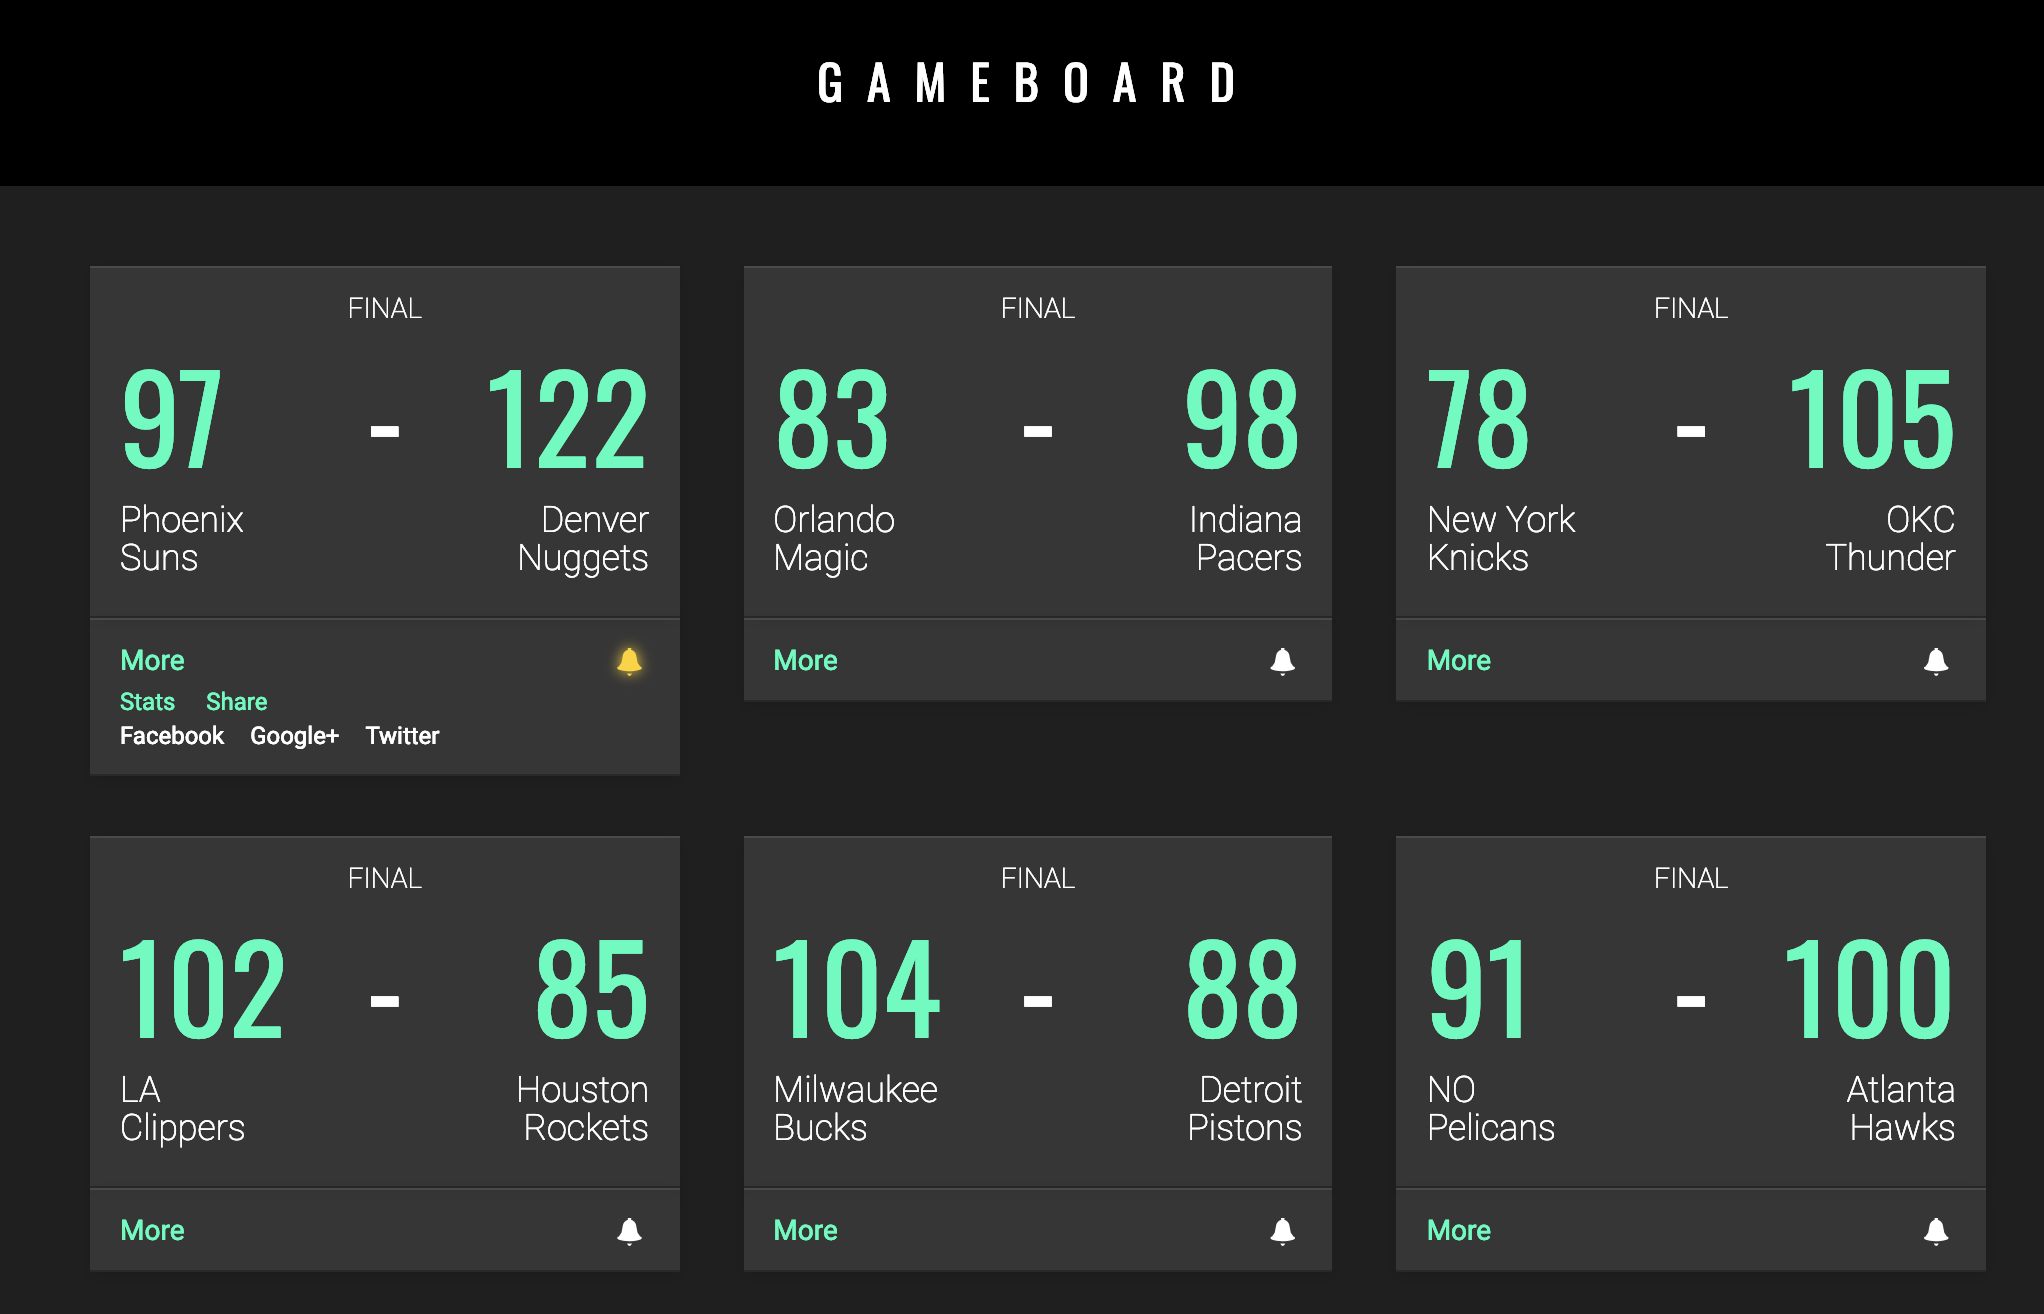 GAMEBOARD
FINAL
97 - 122
Phoenix Suns
Denver Nuggets
More
Stats Share
Facebook Google+ Twitter
FINAL
83 - 98
Orlando Magic
Indiana Pacers
More
FINAL
78 - 105
New York Knicks
OKC Thunder
More
FINAL
102 - 85
LA Clippers
Houston Rockets
More
FINAL
104 - 88
Milwaukee Bucks
Detroit Pistons
More
FINAL
91 - 100
NO Pelicans
Atlanta Hawks
More